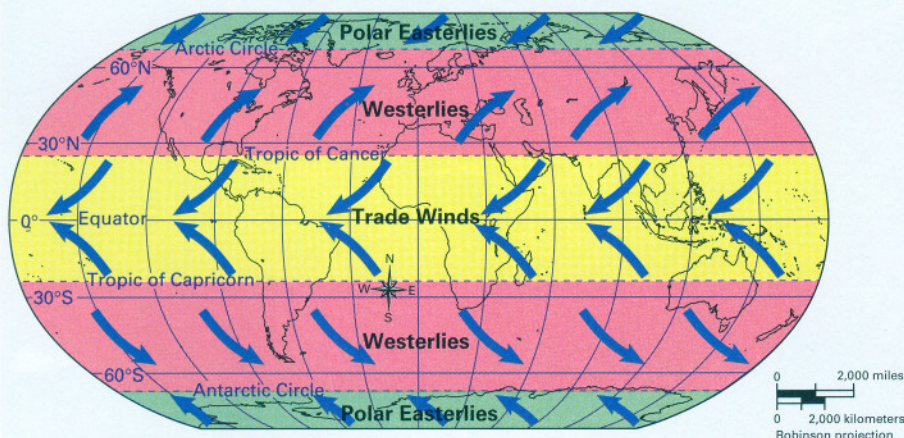 Polar Easterlies
Arctic Circle
60°N
Westerlies
30°N
Tropic of Cancer
0°
Equator
Trade Winds
Tropic of Capricorn
N
W E
S
30°S
Westerlies
60°S
Antarctic Circle
Polar Easterlies
0 2,000 miles
0 2,000 kilometers
Robinson projection